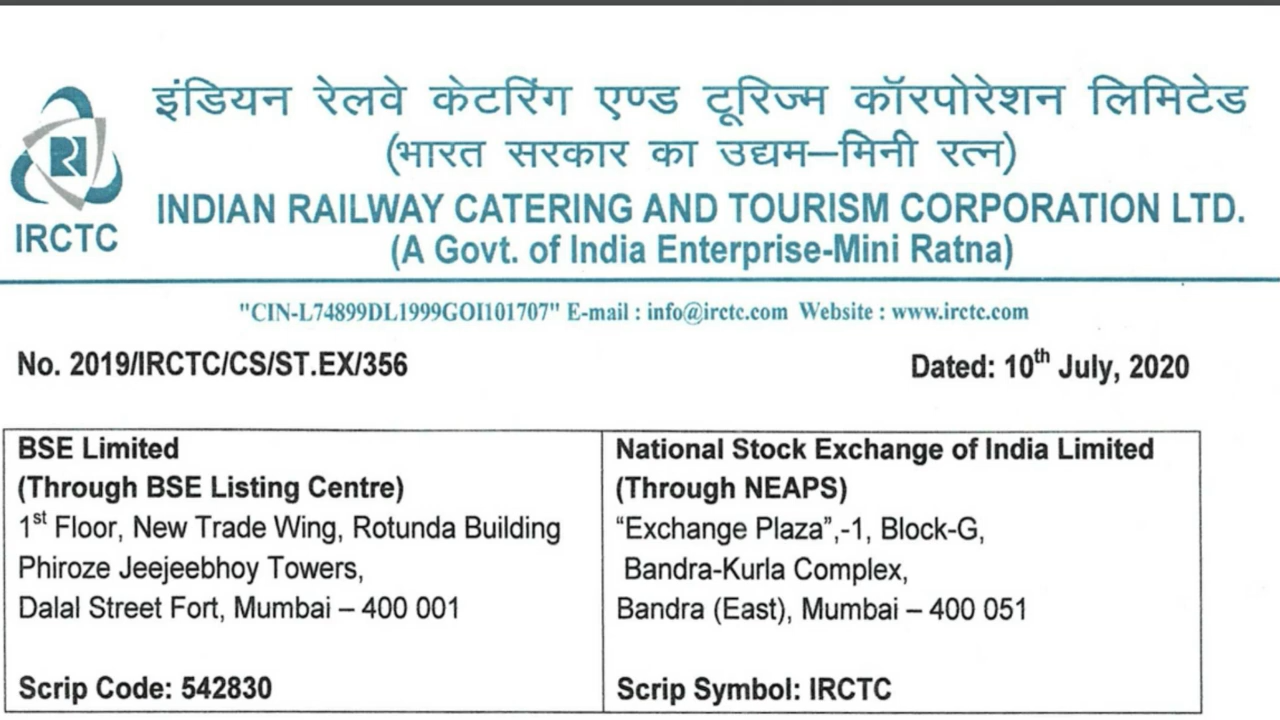 इंडियन रेलवे केटरिंग एण्ड टूरिज्म कॉरपोरेशन लिमिटेड
(भारत सरकार का उद्यम–मिनी रत्न)
INDIAN RAILWAY CATERING AND TOURISM CORPORATION LTD.
(A Govt. of India Enterprise-Mini Ratna)
IRCTC
"CIN-L74899DL1999GOI101707" E-mail : info@irctc.com Website : www.irctc.com
No. 2019/IRCTC/CS/ST.EX/356
Dated: 10th July, 2020
BSE Limited
(Through BSE Listing Centre)
1st Floor, New Trade Wing, Rotunda Building
Phiroze Jeejeebhoy Towers,
Dalal Street Fort, Mumbai – 400 001
Scrip Code: 542830
National Stock Exchange of India Limited
(Through NEAPS)
“Exchange Plaza”,-1, Block-G,
Bandra-Kurla Complex,
Bandra (East), Mumbai – 400 051
Scrip Symbol: IRCTC